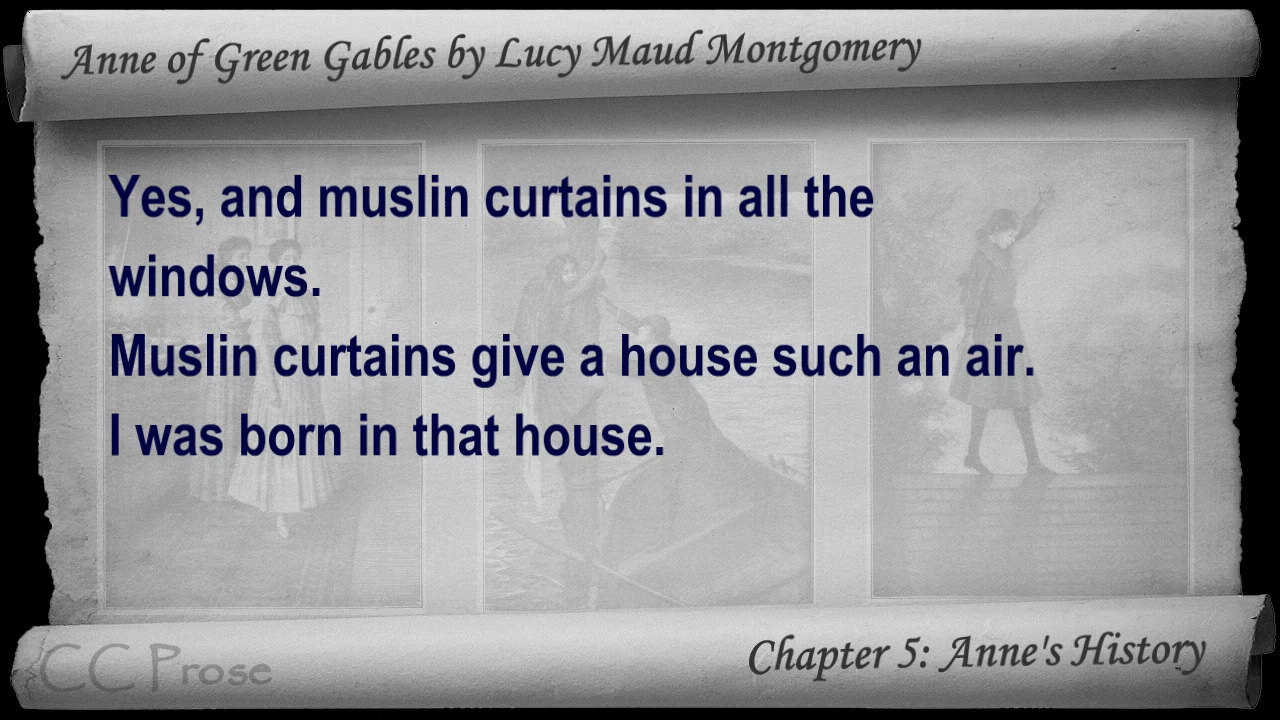 Anne of Green Gables by Lucy Maud Montgomery
Yes, and muslin curtains in all the
windows.
Muslin curtains give a house such an air.
I was born in that house.
CC Prose
Chapter 5: Anne's History